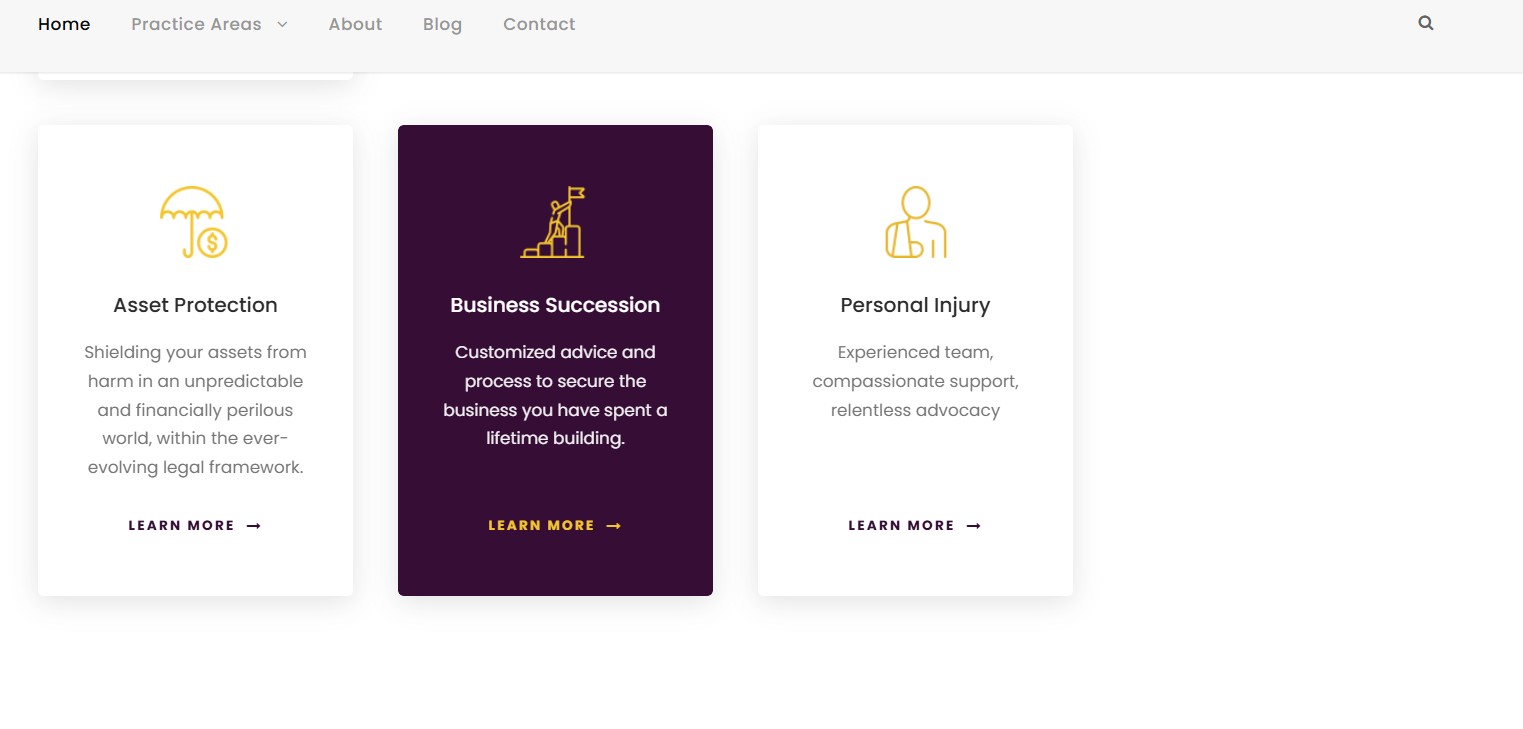 Home Practice Areas About Blog Contact
Asset Protection
Shielding your assets from
harm in an unpredictable
and financially perilous
world, within the ever-
evolving legal framework.
LEARN MORE →
Business Succession
Customized advice and
process to secure the
business you have spent a
lifetime building.
LEARN MORE →
Personal Injury
Experienced team,
compassionate support,
relentless advocacy
LEARN MORE →